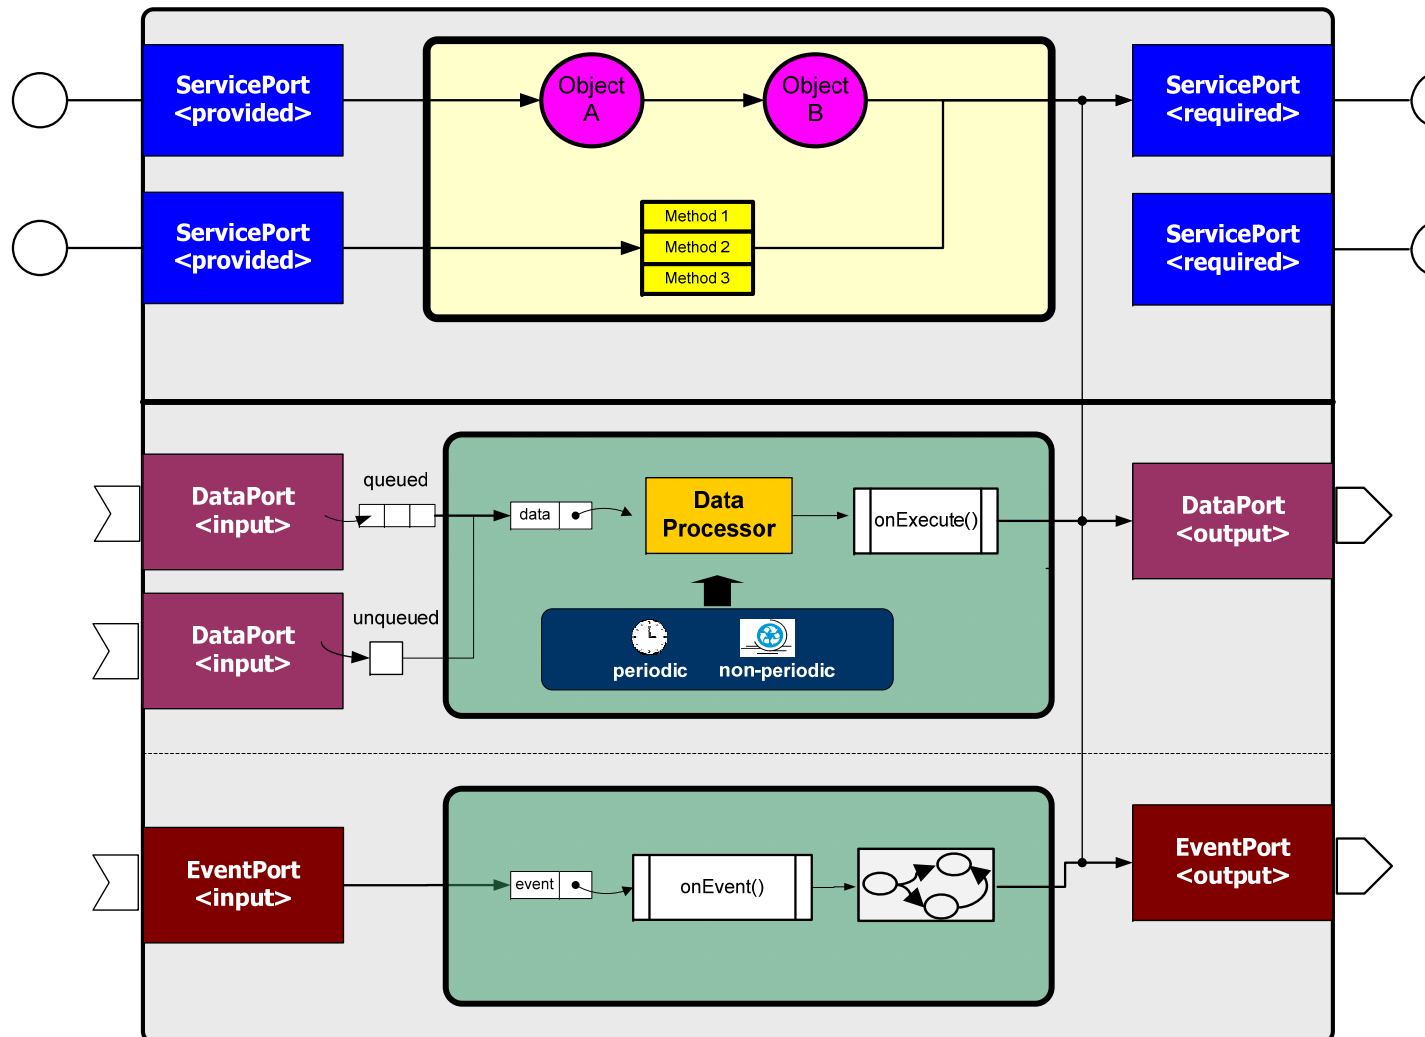 ServicePort
<provided>
Object
A
Object
B
ServicePort
<required>
ServicePort
<provided>
Method 1
Method 2
Method 3
ServicePort
<required>
DataPort
<input>
queued
data
Data
Processor
onExecute()
DataPort
<output>
DataPort
<input>
unqueued
periodic
non-periodic
EventPort
<input>
event
onEvent()
EventPort
<output>